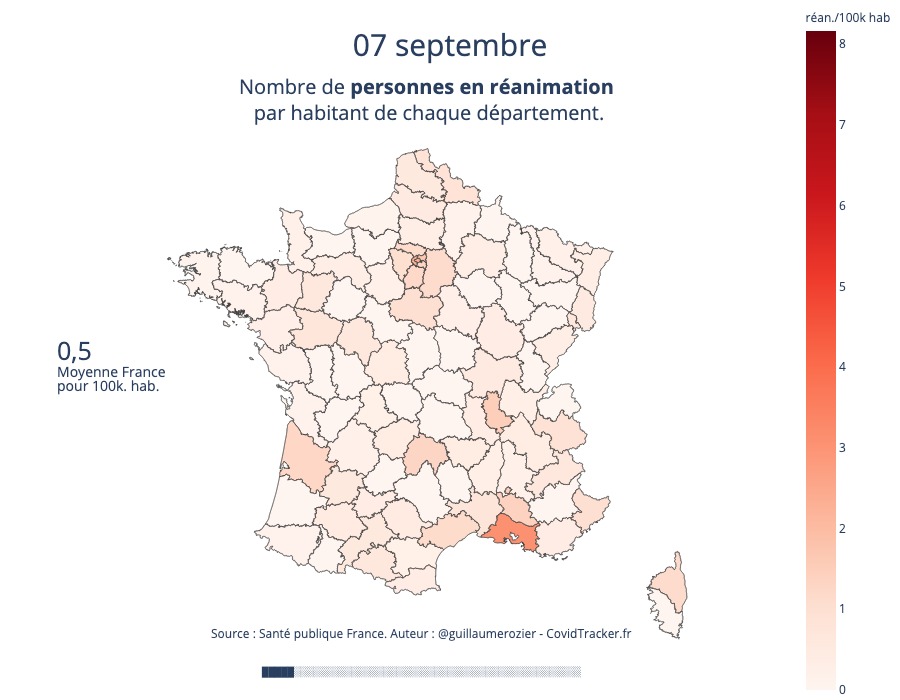 réan./100k hab
07 septembre
Nombre de personnes en réanimation
par habitant de chaque département.
8
7
6
5
4
3
2
1
0
0,5
Moyenne France
pour 100k. hab.
Source : Santé publique France. Auteur : @guillaumerozier - CovidTracker.fr